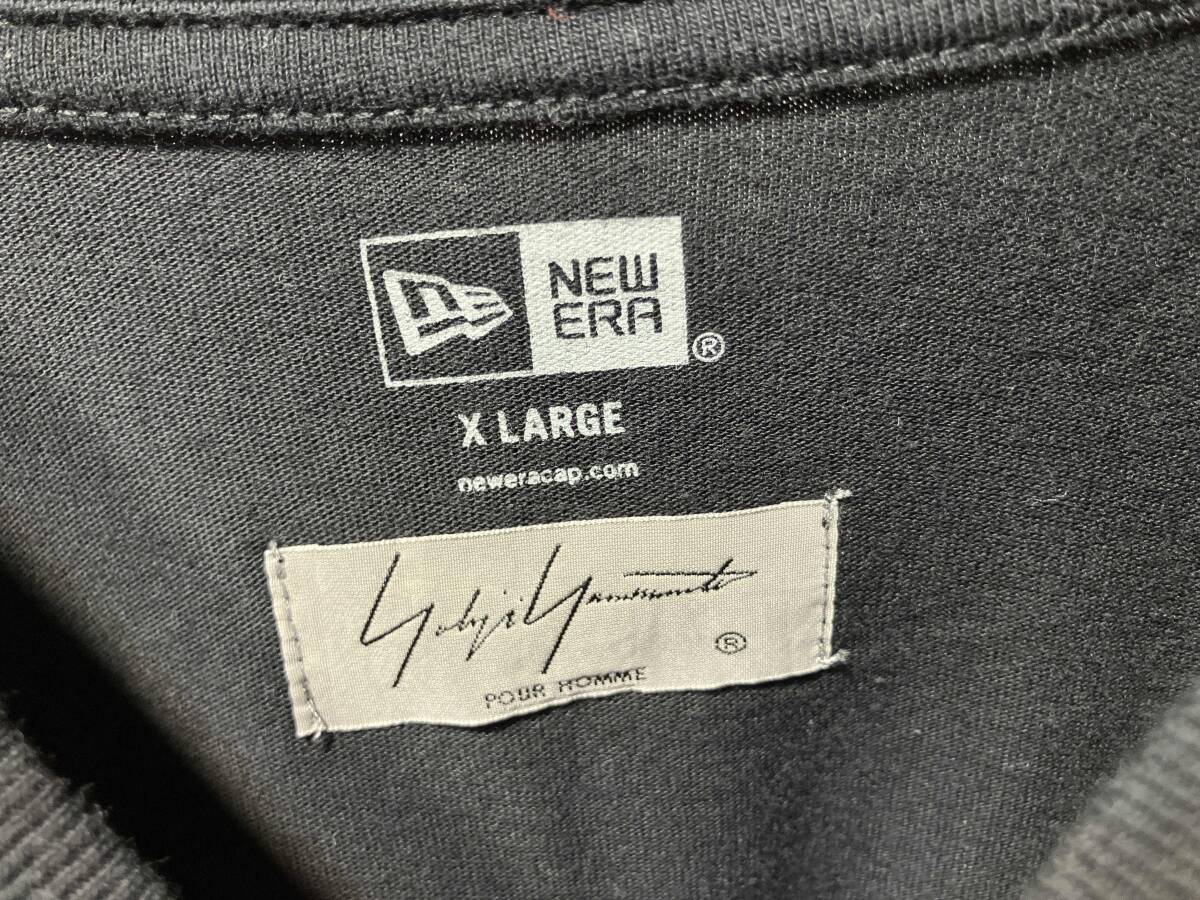 NEW
ERA
®
X LARGE
neweracap.com
Yohji Yamamoto
®
POUR HOMME